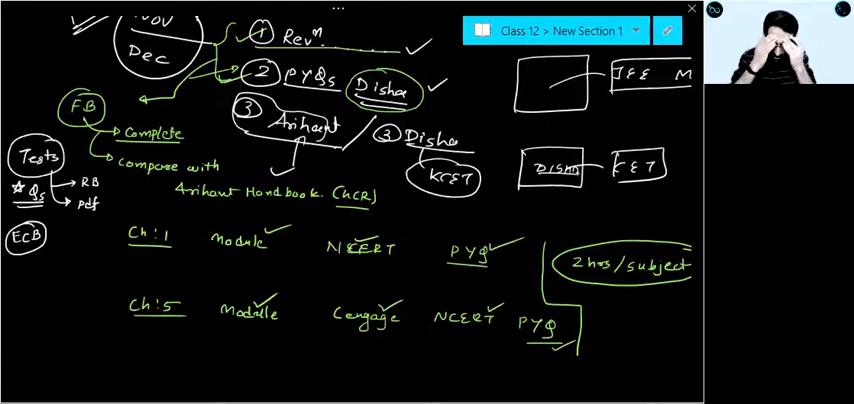 Nov
Dec
① Revⁿ.
② PYQs Disha
③ Arihant
③ Disha
KCET
JEE M
DISHA KCET
FB
Complete
compare with
Arihant Handbook. (hCR)
Tests
Qs
RB
pdf
ECB
Ch:1 Module NCERT PYQ
2 hrs/subject
Ch:5 Module Cengage NCERT PYQ
Class 12 > New Section 1